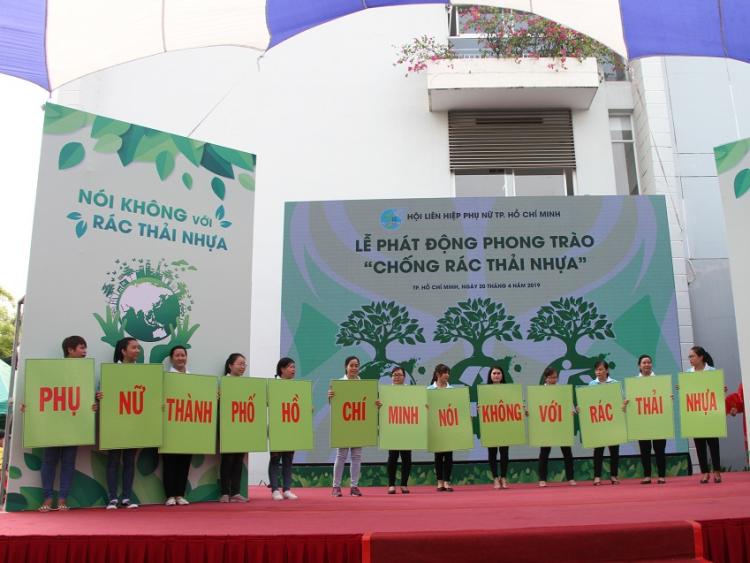 NÓI KHÔNG VỚI
RÁC THẢI NHỰA
HỘI LIÊN HIỆP PHỤ NỮ TP. HỒ CHÍ MINH
LỄ PHÁT ĐỘNG PHONG TRÀO
“CHỐNG RÁC THẢI NHỰA”
TP. HỒ CHÍ MINH, NGÀY 20 THÁNG 4 NĂM 2019
PHỤ NỮ THÀNH PHỐ HỒ CHÍ MINH NÓI KHÔNG VỚI RÁC THẢI NHỰA